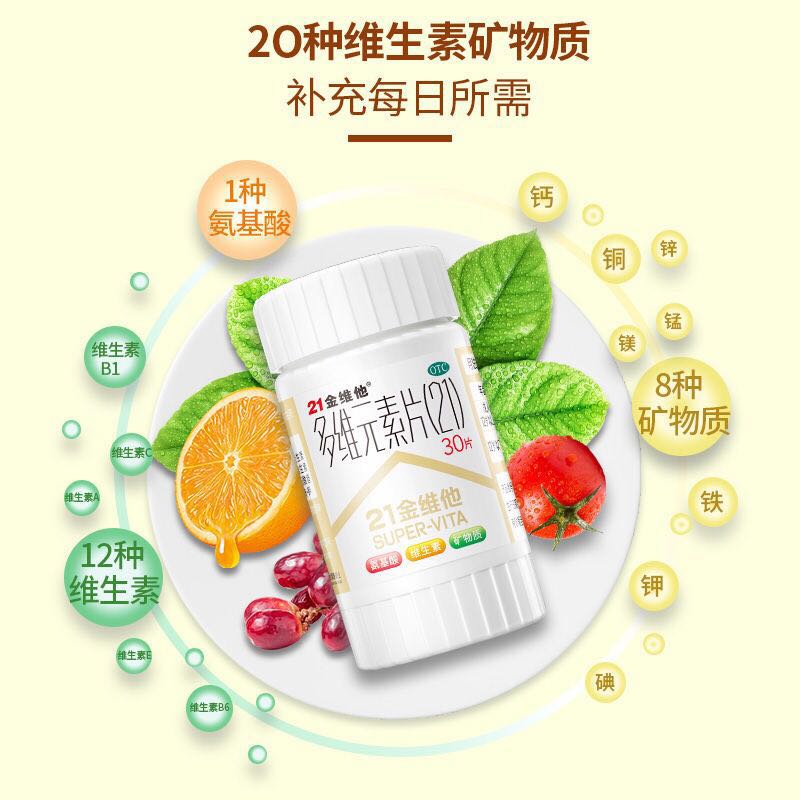 20种维生素矿物质
补充每日所需
1种
氨基酸
钙
铜
锌
锰
镁
8种
矿物质
铁
钾
碘
维生素
B1
维生素C
维生素A
12种
维生素
维生素E
维生素B6
OTC
21金维他®
多维元素片(21)
30片
21金维他
SUPER-VITA
氨基酸
维生素
矿物质